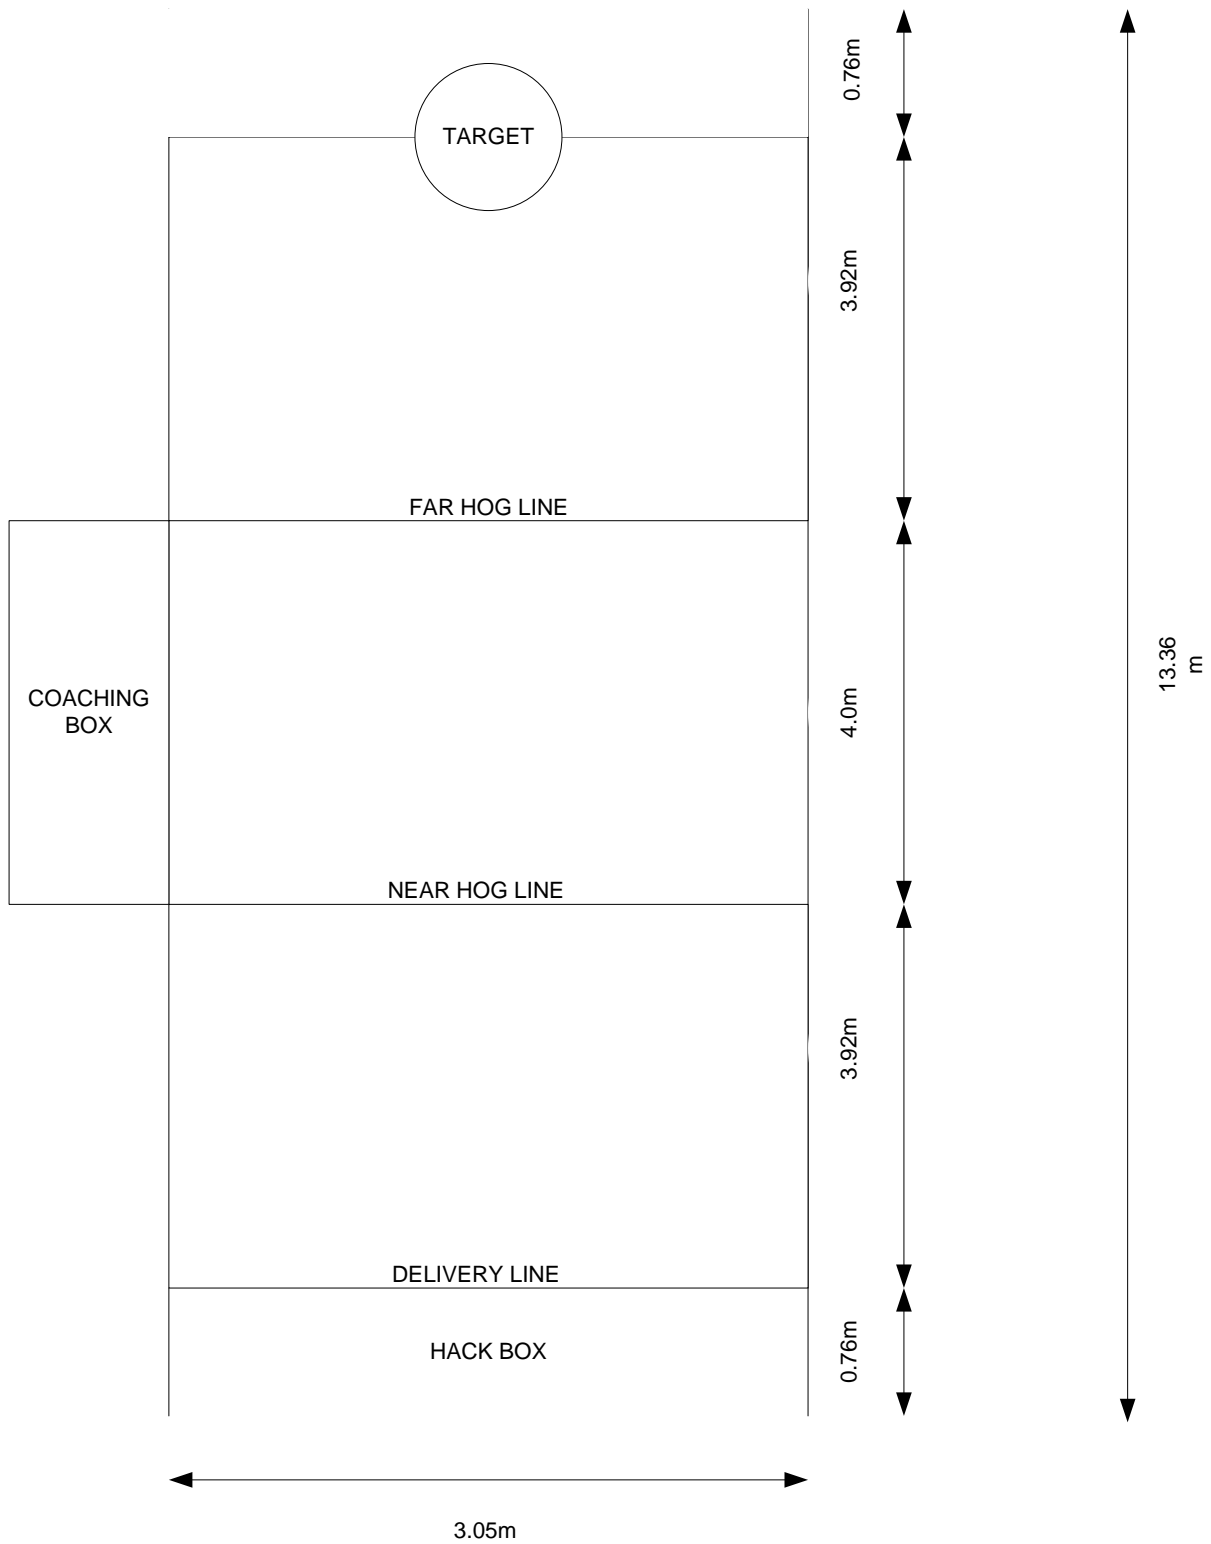 0.76m
TARGET
3.92m
FAR HOG LINE
13.36
m
COACHING
BOX
4.0m
NEAR HOG LINE
3.92m
DELIVERY LINE
HACK BOX
0.76m
3.05m